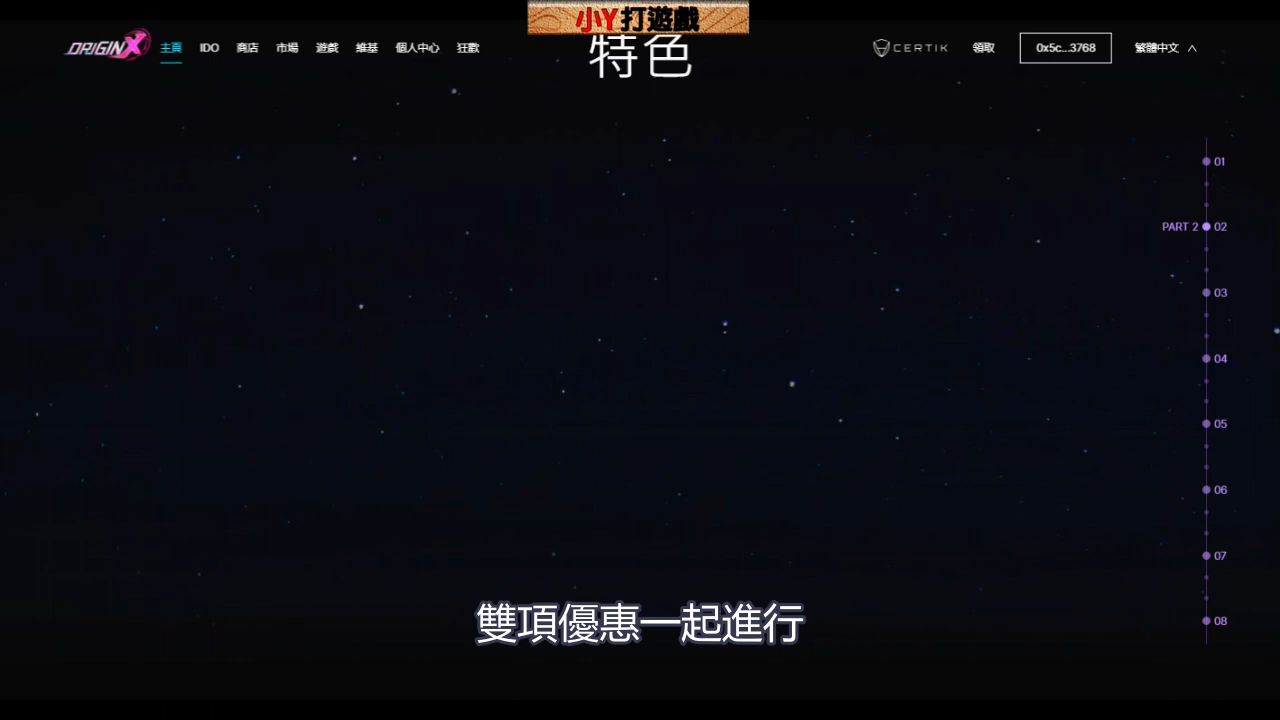 小Y打遊戲
ORIGINX 主頁 IDO 商店 市場 遊戲 維基 個人中心 狂歡 CERTIK 領取 0x5c...3768 繁體中文
特色
01
PART 2 02
03
04
05
06
07
08
雙項優惠一起進行